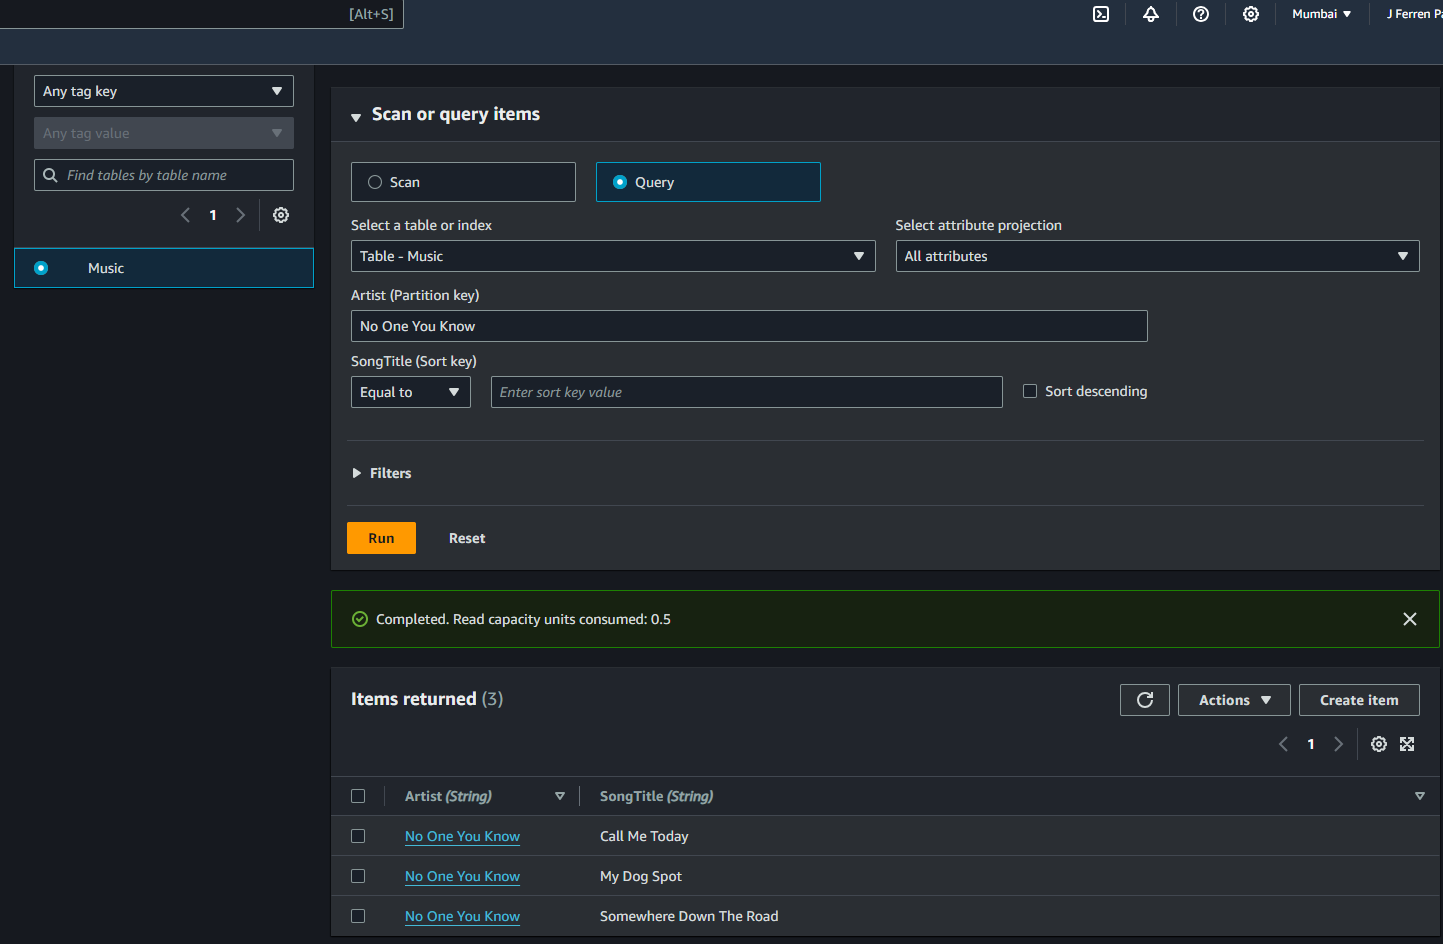 [Alt+S]
Mumbai
J Ferren Pa
Any tag key
Any tag value
Find tables by table name
1
Music
Scan or query items
Scan
Query
Select a table or index
Select attribute projection
Table - Music
All attributes
Artist (Partition key)
No One You Know
SongTitle (Sort key)
Equal to
Enter sort key value
Sort descending
Filters
Run
Reset
Completed. Read capacity units consumed: 0.5
Items returned (3)
Actions
Create item
1
Artist (String)
SongTitle (String)
No One You Know
Call Me Today
No One You Know
My Dog Spot
No One You Know
Somewhere Down The Road